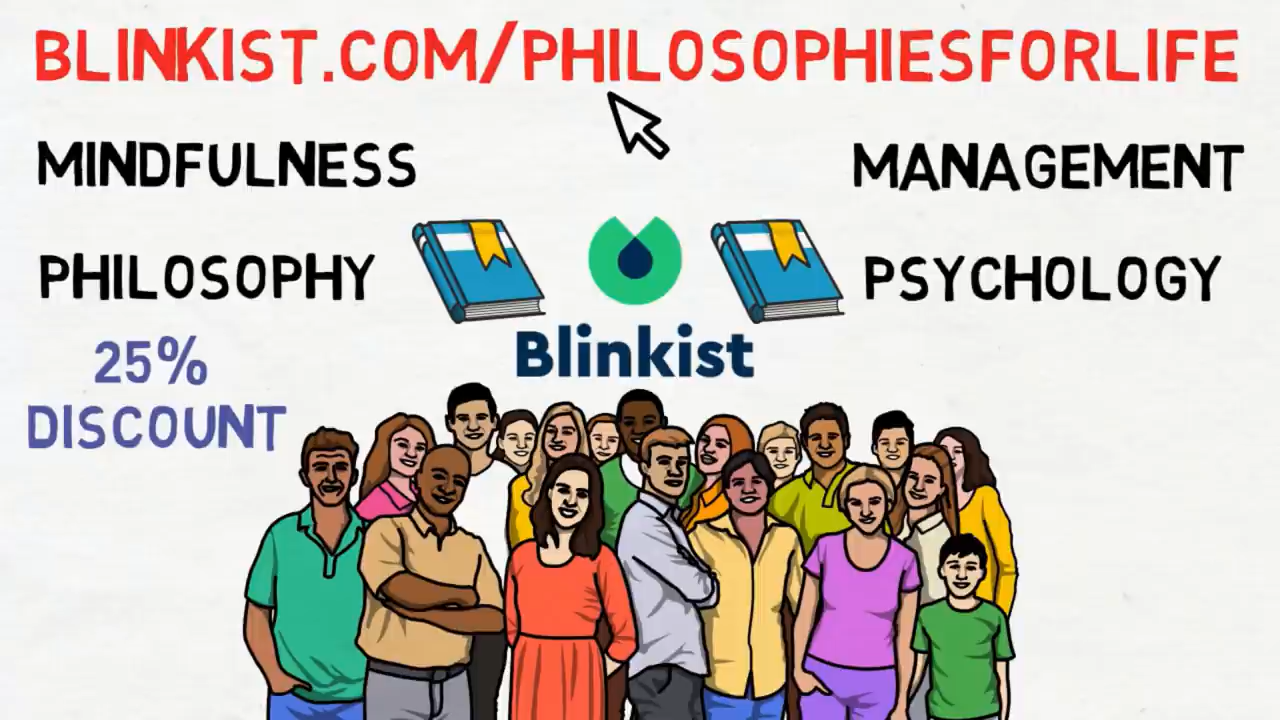 BLINKIST.COM/PHILOSOPHIESFORLIFE
MINDFULNESS
MANAGEMENT
PHILOSOPHY
PSYCHOLOGY
Blinkist
25%
DISCOUNT